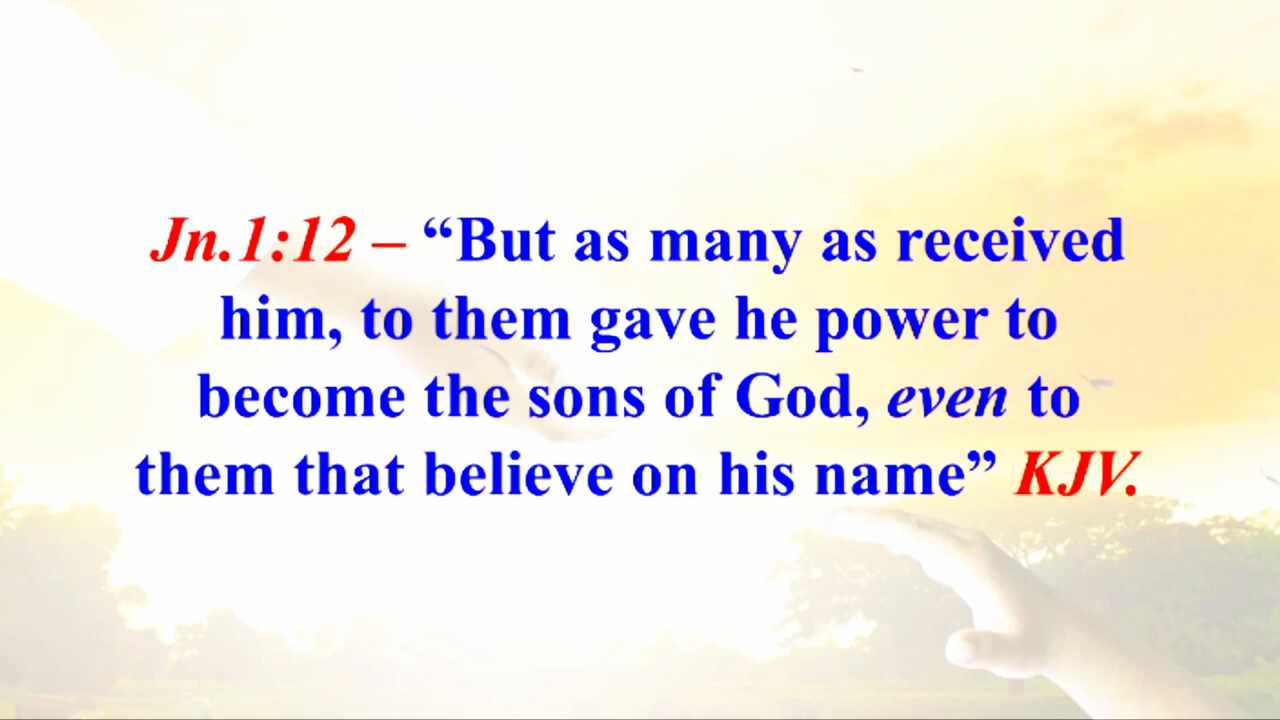 Jn.1:12 – “But as many as received
him, to them gave he power to
become the sons of God, even to
them that believe on his name” KJV.